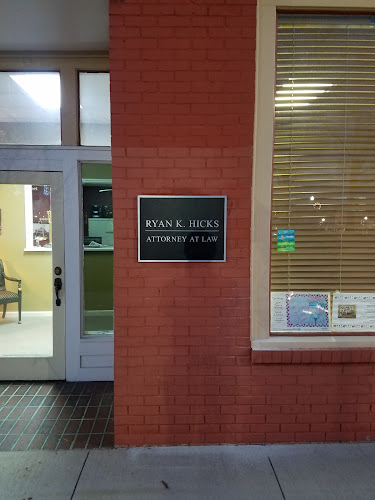 RYAN K. HICKS
ATTORNEY AT LAW